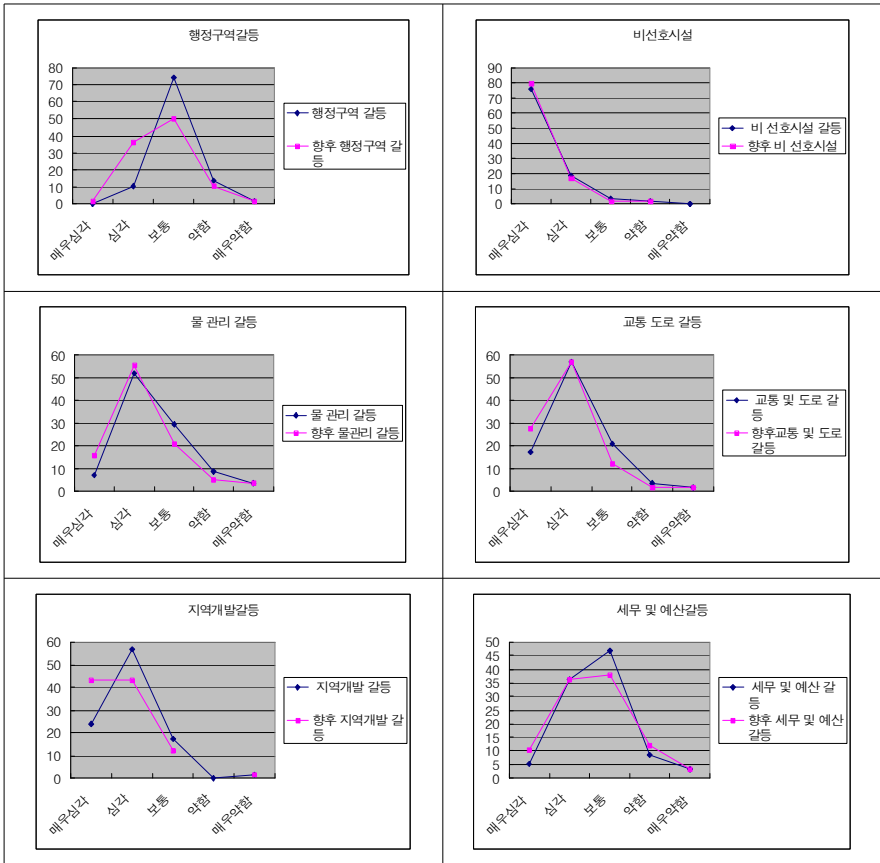 행정구역갈등
80
70
60
50
40
30
20
10
0
매우심각
심각
보통
약함
매우약함
행정구역 갈등
향후 행정구역 갈
등
비선호시설
90
80
70
60
50
40
30
20
10
0
매우심각
심각
보통
약함
매우약함
비 선호시설 갈등
향후 비 선호시설
물 관리 갈등
60
50
40
30
20
10
0
매우심각
심각
보통
약함
매우약함
물 관리 갈등
향후 물관리 갈등
교통 도로 갈등
60
50
40
30
20
10
0
매우심각
심각
보통
약함
매우약함
교통 및 도로 갈
등
향후교통 및 도로
갈등
지역개발갈등
60
50
40
30
20
10
0
매우심각
심각
보통
약함
매우약함
지역개발 갈등
향후 지역개발 갈
등
세무 및 예산갈등
50
45
40
35
30
25
20
15
10
5
0
매우심각
심각
보통
약함
매우약함
세무 및 예산 갈
등
향후 세무 및 예산
갈등